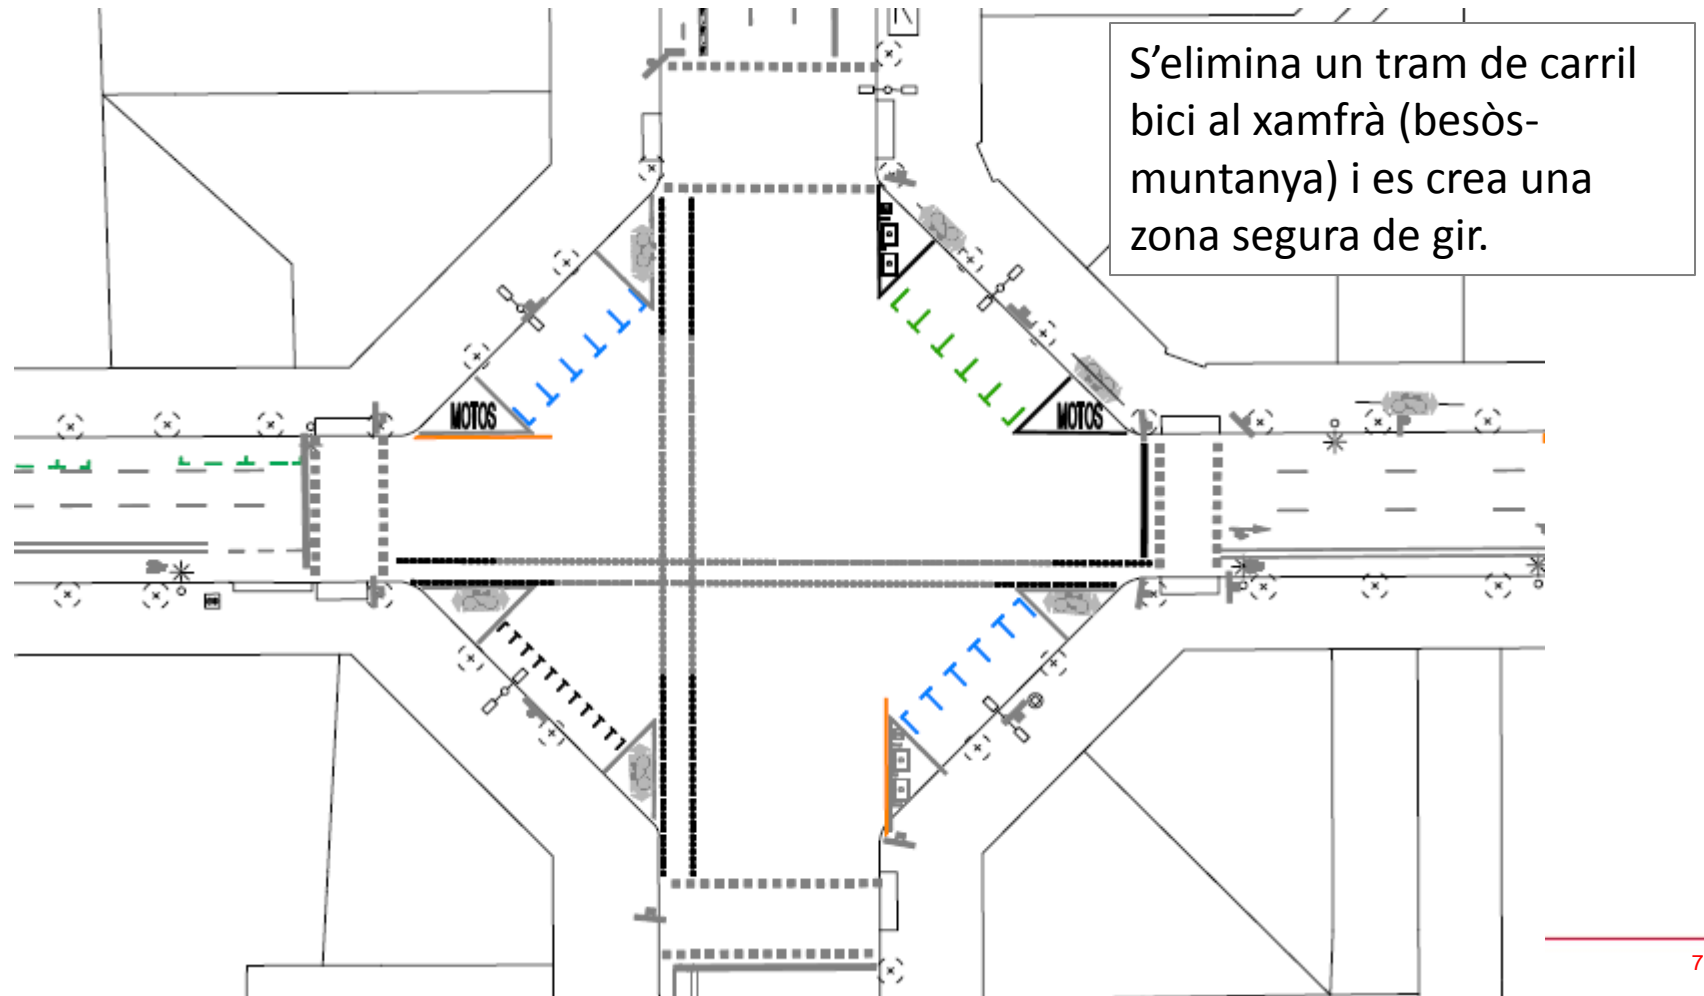 S’elimina un tram de carril
bici al xamfrà (besòs-
muntanya) i es crea una
zona segura de gir.
MOTOS
MOTOS
7